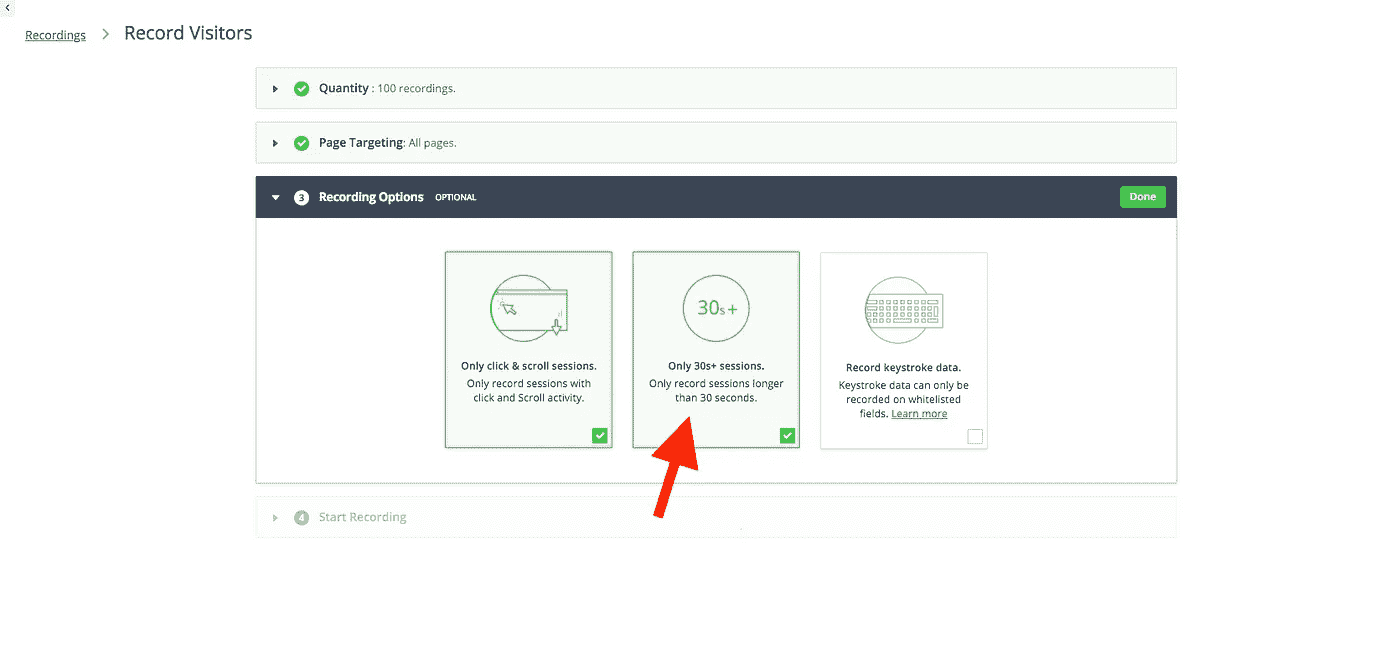 Recordings > Record Visitors
Quantity : 100 recordings.
Page Targeting: All pages.
3 Recording Options OPTIONAL Done
30s+
Only click & scroll sessions.
Only record sessions with
click and Scroll activity.
Only 30s+ sessions.
Only record sessions longer
than 30 seconds.
Record keystroke data.
Keystroke data can only be
recorded on whitelisted
fields. Learn more
4 Start Recording